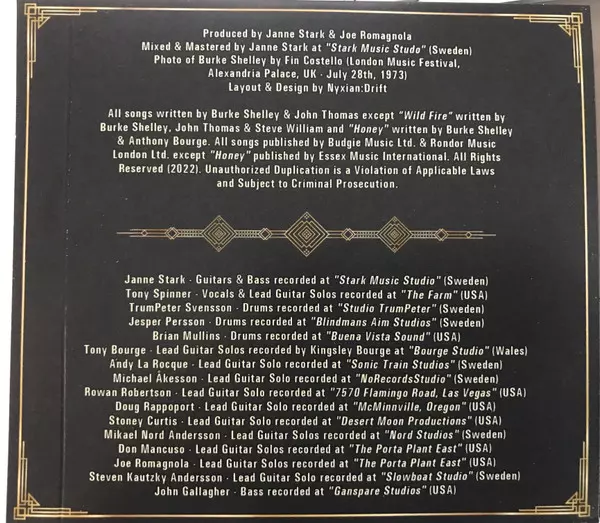 Produced by Janne Stark & Joe Romagnola
Mixed & Mastered by Janne Stark at "Stark Music Studo" (Sweden)
Photo of Burke Shelley by Fin Costello (London Music Festival,
Alexandria Palace, UK · July 28th, 1973)
Layout & Design by Nyxian:Drift
All songs written by Burke Shelley & John Thomas except "Wild Fire" written by
Burke Shelley, John Thomas & Steve William and "Honey" written by Burke Shelley
& Anthony Bourge. All songs published by Budgie Music Ltd. & Rondor Music
London Ltd. except "Honey" published by Essex Music International. All Rights
Reserved (2022). Unauthorized Duplication is a Violation of Applicable Laws
and Subject to Criminal Prosecution.
Janne Stark · Guitars & Bass recorded at "Stark Music Studio" (Sweden)
Tony Spinner · Vocals & Lead Guitar Solos recorded at "The Farm" (USA)
TrumPeter Svensson · Drums recorded at "Studio TrumPeter" (Sweden)
Jesper Persson · Drums recorded at "Blindmans Aim Studios" (Sweden)
Brian Mullins · Drums recorded at "Buena Vista Sound" (USA)
Tony Bourge · Lead Guitar Solos recorded by Kingsley Bourge at "Bourge Studio" (Wales)
Andy La Rocque · Lead Guitar Solos recorded at "Sonic Train Studios" (Sweden)
Michael Åkesson · Lead Guitar Solos recorded at "NoRecordsStudio" (Sweden)
Rowan Robertson · Lead Guitar Solo recorded at "7570 Flamingo Road, Las Vegas" (USA)
Doug Rappoport · Lead Guitar Solo recorded at "McMinnville, Oregon" (USA)
Stoney Curtis · Lead Guitar Solo recorded at "Desert Moon Productions" (USA)
Mikael Nord Andersson · Lead Guitar Solos recorded at "Nord Studios" (Sweden)
Don Mancuso · Lead Guitar Solos recorded at "The Porta Plant East" (USA)
Joe Romagnola · Lead Guitar Solos recorded at "The Porta Plant East" (USA)
Steven Kautzky Andersson · Lead Guitar Solos recorded at "Slowboat Studio" (Sweden)
John Gallagher · Bass recorded at "Ganspare Studios" (USA)